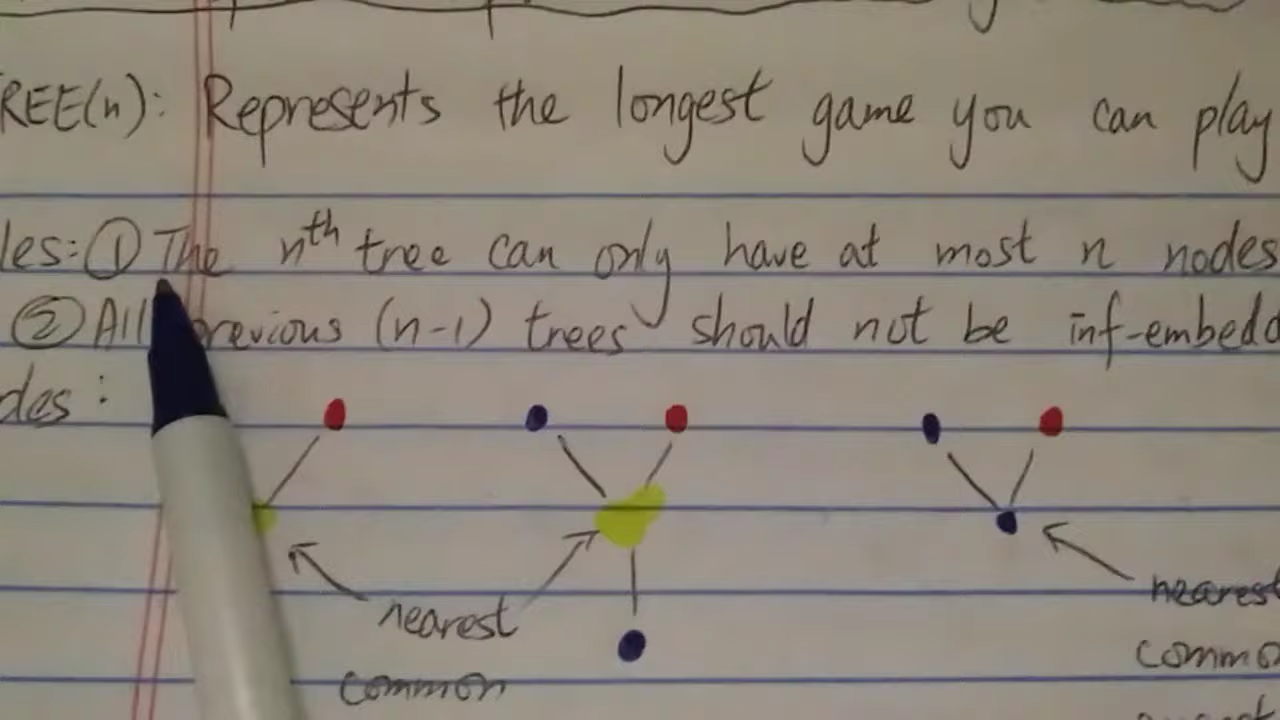 REE(n): Represents the longest game you can play
les: ① The nth tree can only have at most n nodes
② All previous (n-1) trees should not be inf-embedd
des:
nearest
common
nearest
commo